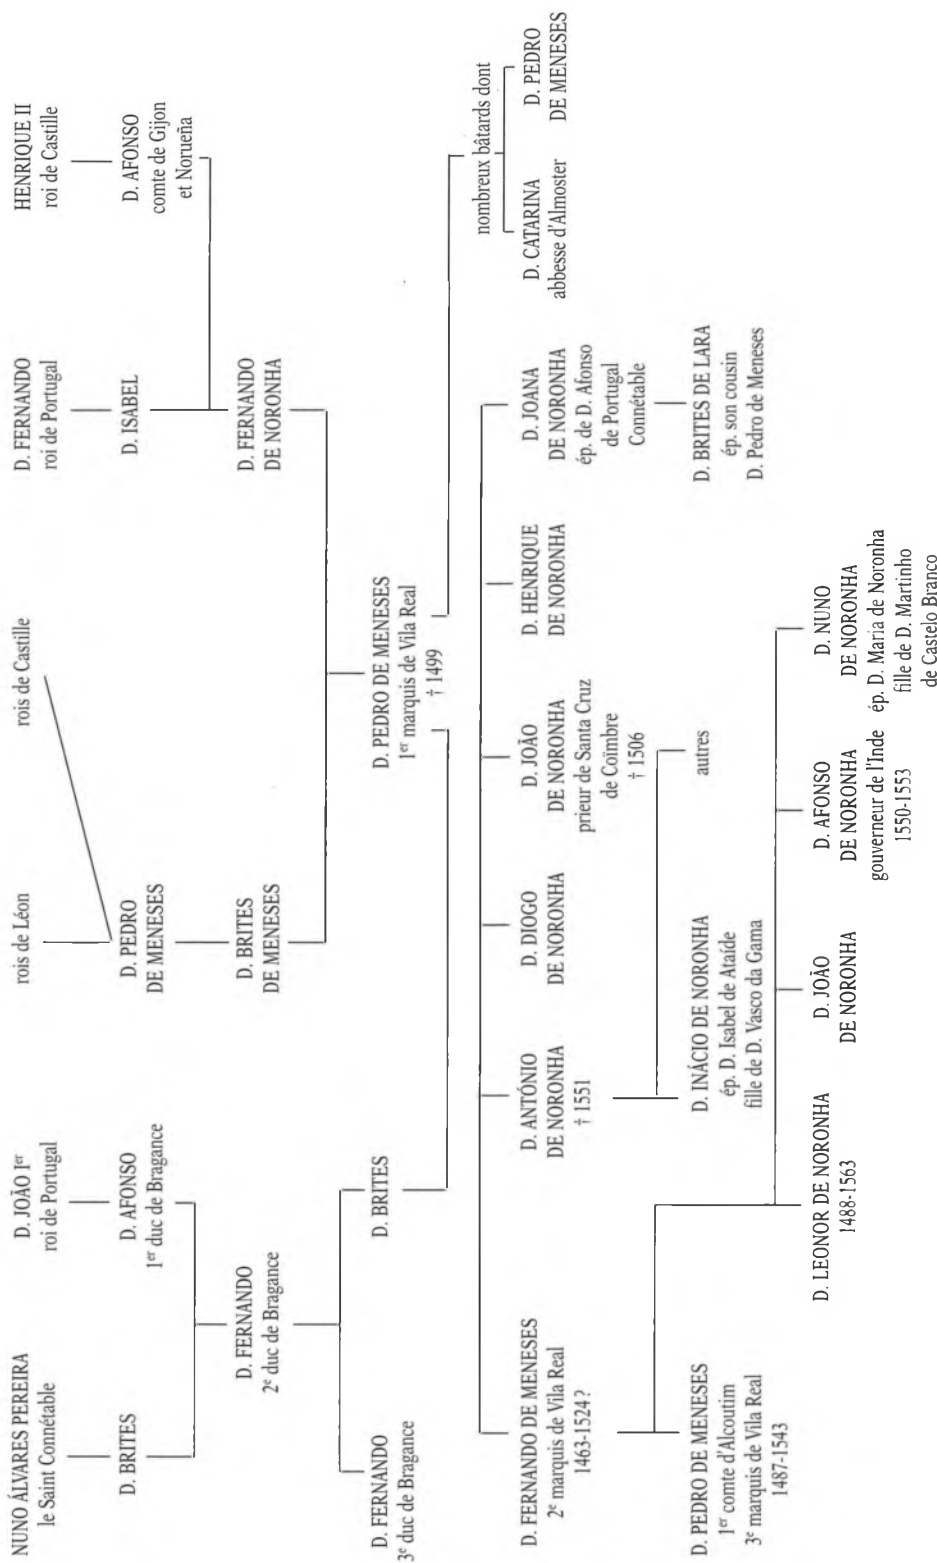 NUNO ÁLVARES PEREIRA
le Saint Connétable
D. JOÃO Ier
roi de Portugal
rois de Léon
rois de Castille
D. FERNANDO
roi de Portugal
HENRIQUE II
roi de Castille
D. BRITES
D. AFONSO
1er duc de Bragance
D. PEDRO
DE MENESES
D. ISABEL
D. AFONSO
comte de Gijon
et Norueña
D. FERNANDO
2e duc de Bragance
D. BRITES
DE MENESES
D. FERNANDO
DE NORONHA
D. FERNANDO
3e duc de Bragance
D. BRITES
D. PEDRO DE MENESES
1er marquis de Vila Real
† 1499
nombreux bâtards dont
D. FERNANDO DE MENESES
2e marquis de Vila Real
1463-1524?
D. ANTÓNIO
DE NORONHA
† 1551
D. DIOGO
DE NORONHA
D. JOÃO
DE NORONHA
prieur de Santa Cruz
de Coïmbre
† 1506
D. HENRIQUE
DE NORONHA
D. JOANA
DE NORONHA
ép. de D. Afonso
de Portugal
Connétable
D. CATARINA
abbesse d'Almoster
D. PEDRO
DE MENESES
D. PEDRO DE MENESES
1er comte d'Alcoutim
3e marquis de Vila Real
1487-1543
D. INÁCIO DE NORONHA
ép. D. Isabel de Ataíde
fille de D. Vasco da Gama
autres
D. BRITES DE LARA
ép. son cousin
D. Pedro de Meneses
D. LEONOR DE NORONHA
1488-1563
D. JOÃO
DE NORONHA
D. AFONSO
DE NORONHA
gouverneur de l'Inde
1550-1553
D. NUNO
DE NORONHA
ép. D. Maria de Noronha
fille de D. Martinho
de Castelo Branco